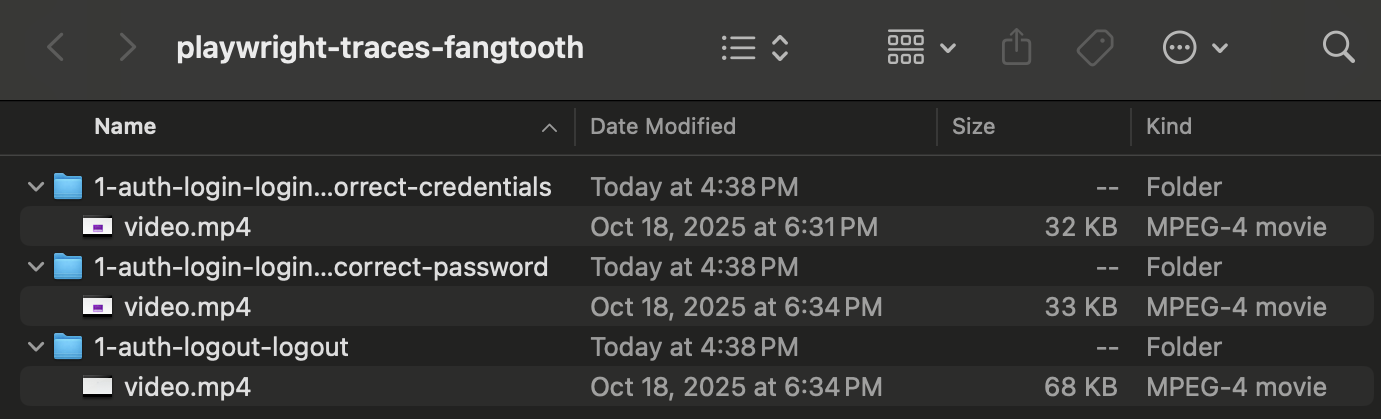 playwright-traces-fangtooth
Name Date Modified Size Kind
1-auth-login-login...orrect-credentials Today at 4:38 PM -- Folder
video.mp4 Oct 18, 2025 at 6:31 PM 32 KB MPEG-4 movie
1-auth-login-login...correct-password Today at 4:38 PM -- Folder
video.mp4 Oct 18, 2025 at 6:34 PM 33 KB MPEG-4 movie
1-auth-logout-logout Today at 4:38 PM -- Folder
video.mp4 Oct 18, 2025 at 6:34 PM 68 KB MPEG-4 movie